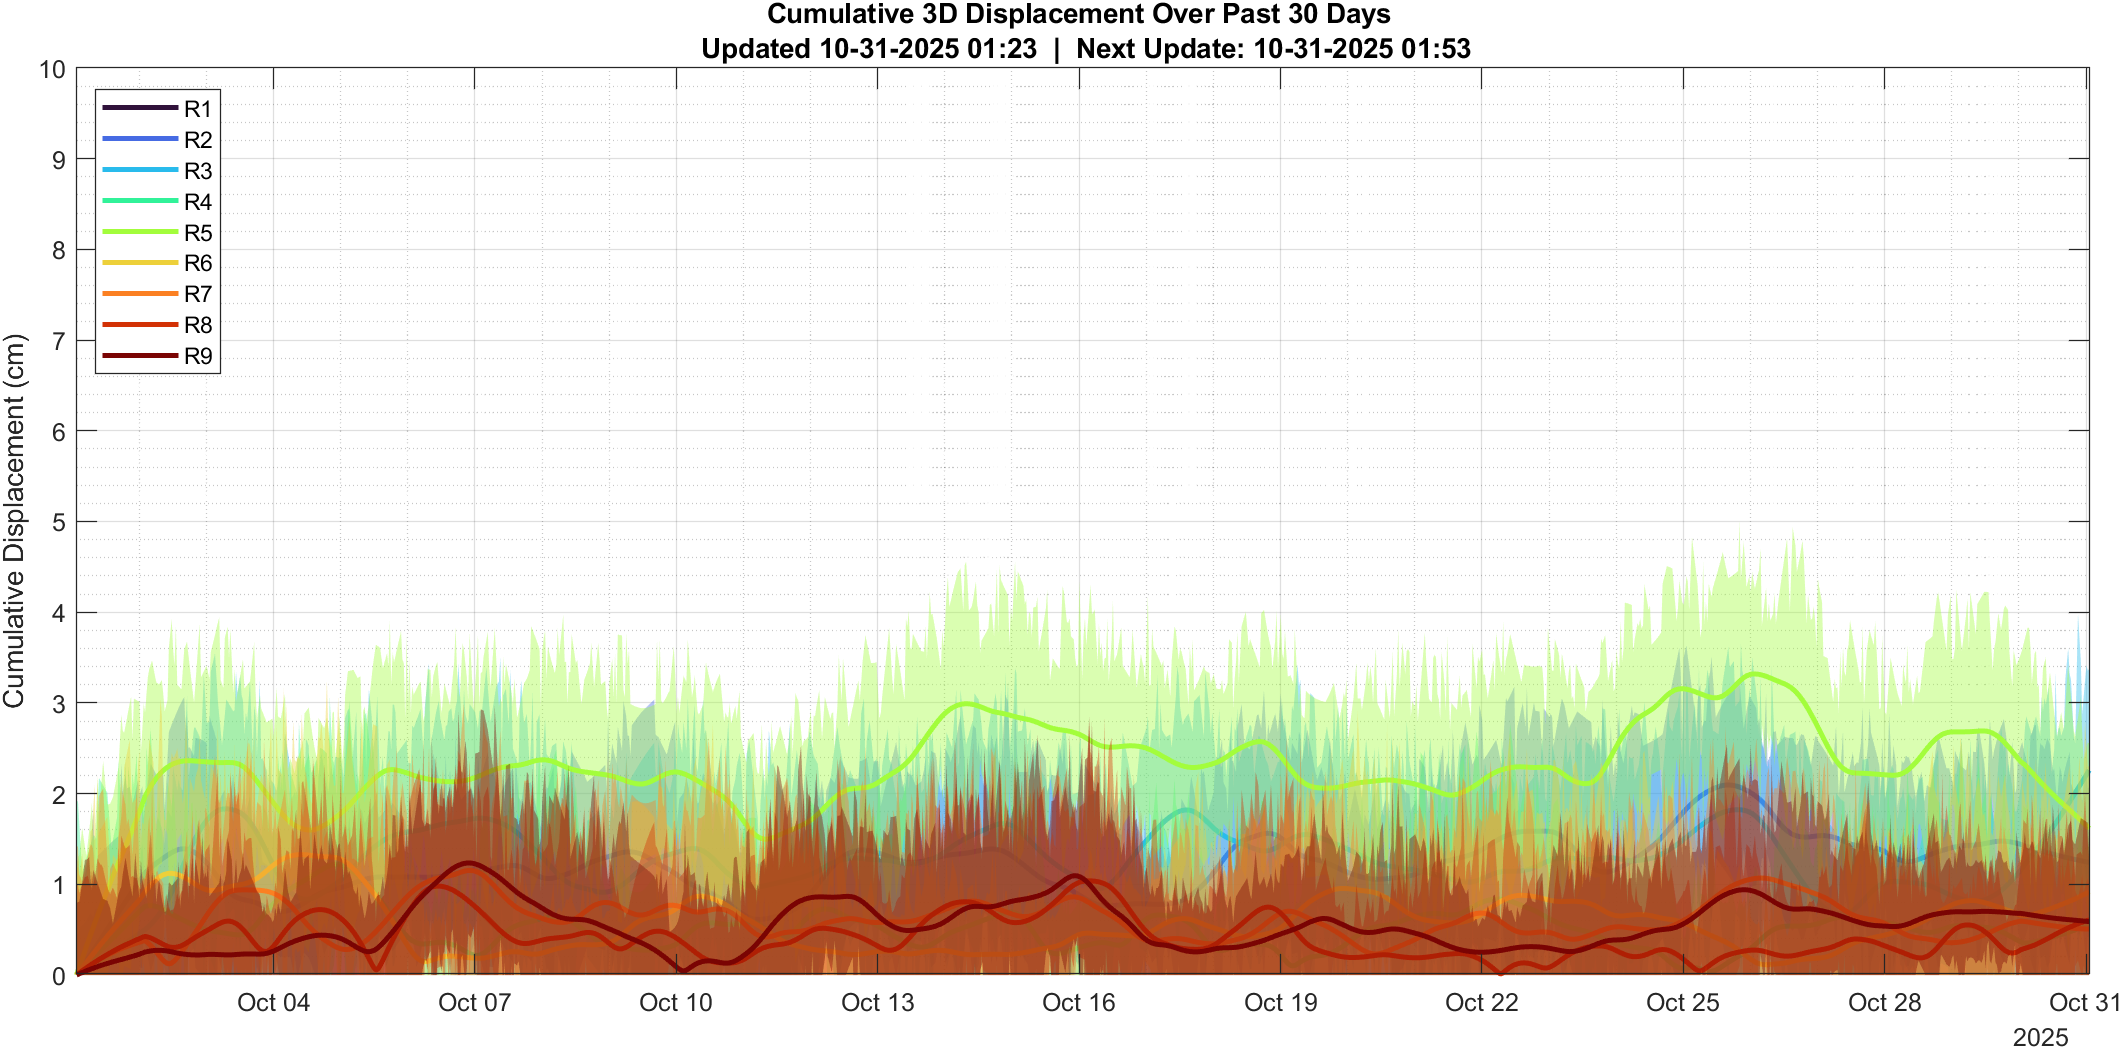 Cumulative 3D Displacement Over Past 30 Days
Updated 10-31-2025 01:23 | Next Update: 10-31-2025 01:53
Cumulative Displacement (cm)
10
9
8
7
6
5
4
3
2
1
0
R1
R2
R3
R4
R5
R6
R7
R8
R9
Oct 04
Oct 07
Oct 10
Oct 13
Oct 16
Oct 19
Oct 22
Oct 25
Oct 28
Oct 31
2025